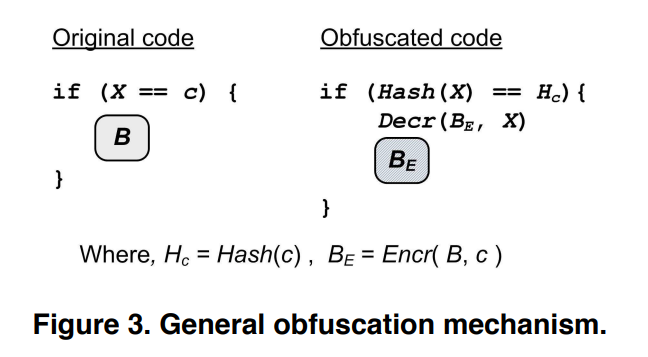 Original code
Obfuscated code
if (X == c) {
if (Hash(X) == Hc){
Decr(BE, X)
B
BE
}
}
Where, Hc = Hash(c) , BE = Encr( B, c )
Figure 3. General obfuscation mechanism.